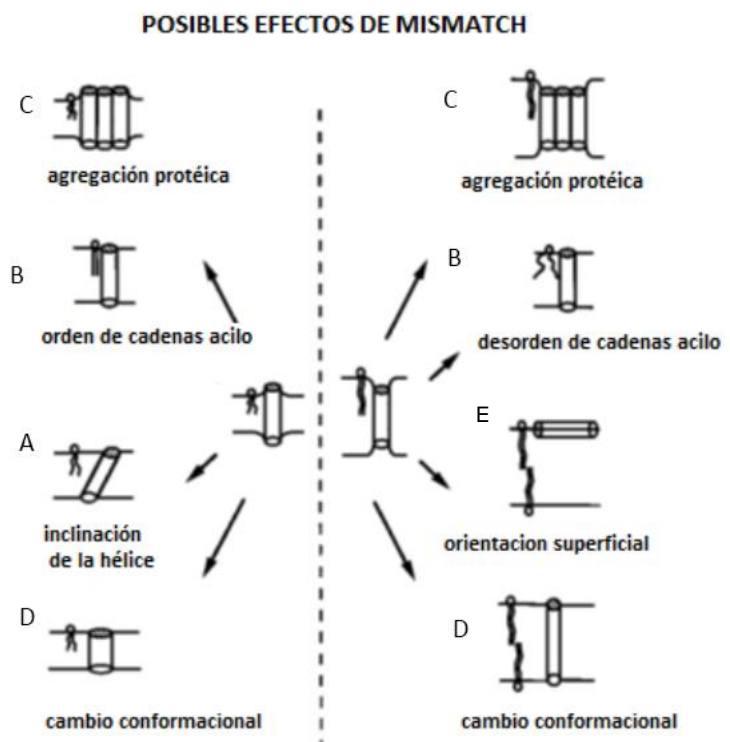 POSIBLES EFECTOS DE MISMATCH
C
agregación protéica
B
orden de cadenas acilo
A
inclinación
de la hélice
D
cambio conformacional
C
agregación protéica
B
desorden de cadenas acilo
E
orientacion superficial
D
cambio conformacional